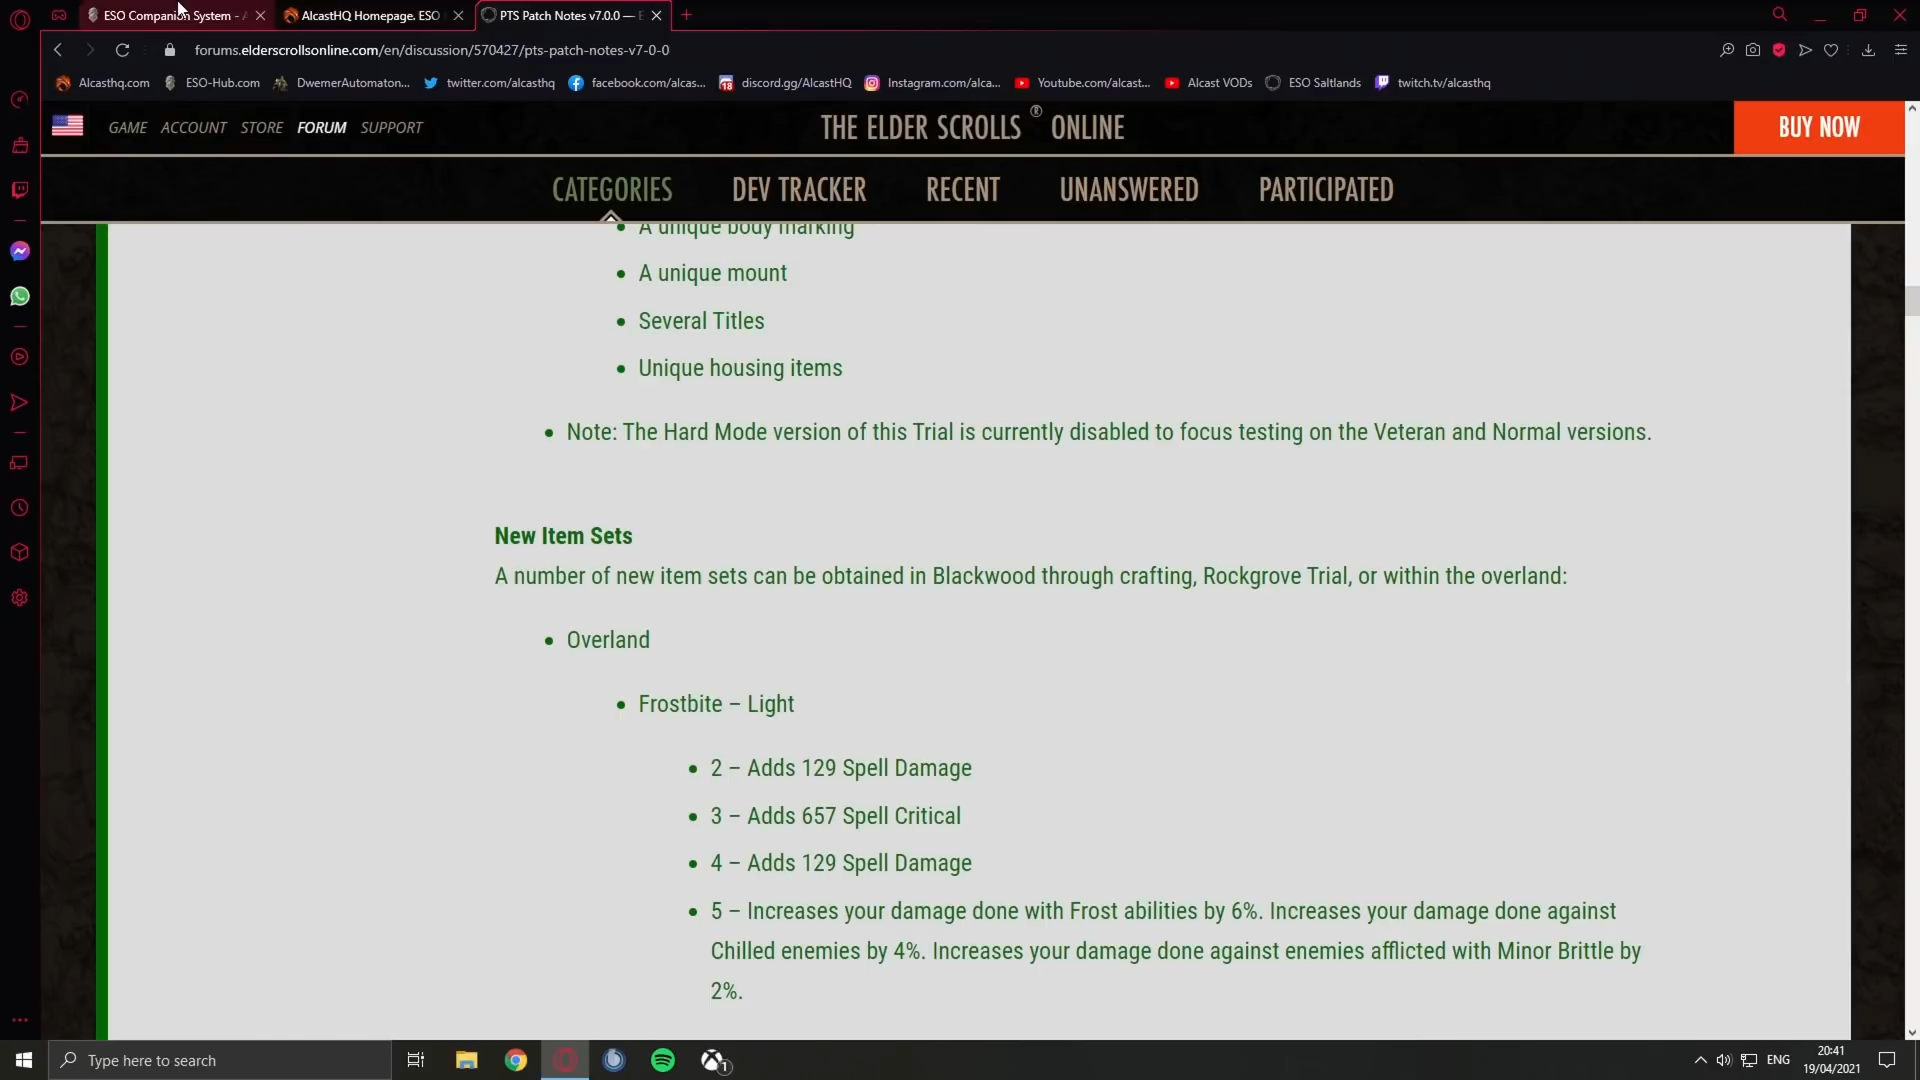 ESO Companion System - A
AlcastHQ Homepage. ESO
PTS Patch Notes v7.0.0 — E
forums.elderscrollsonline.com/en/discussion/570427/pts-patch-notes-v7-0-0
Alcasthq.com
ESO-Hub.com
DwemerAutomaton...
twitter.com/alcasthq
facebook.com/alcas...
18
discord.gg/AlcastHQ
Instagram.com/alca...
Youtube.com/alcast...
Alcast VODs
ESO Saltlands
twitch.tv/alcasthq
GAME ACCOUNT STORE FORUM SUPPORT
THE ELDER SCROLLS ® ONLINE
BUY NOW
CATEGORIES DEV TRACKER RECENT UNANSWERED PARTICIPATED
• A unique body marking
• A unique mount
• Several Titles
• Unique housing items
• Note: The Hard Mode version of this Trial is currently disabled to focus testing on the Veteran and Normal versions.
New Item Sets
A number of new item sets can be obtained in Blackwood through crafting, Rockgrove Trial, or within the overland:
• Overland
• Frostbite – Light
• 2 – Adds 129 Spell Damage
• 3 – Adds 657 Spell Critical
• 4 – Adds 129 Spell Damage
• 5 – Increases your damage done with Frost abilities by 6%. Increases your damage done against
Chilled enemies by 4%. Increases your damage done against enemies afflicted with Minor Brittle by
2%.
Type here to search
1
ENG
20:41
19/04/2021